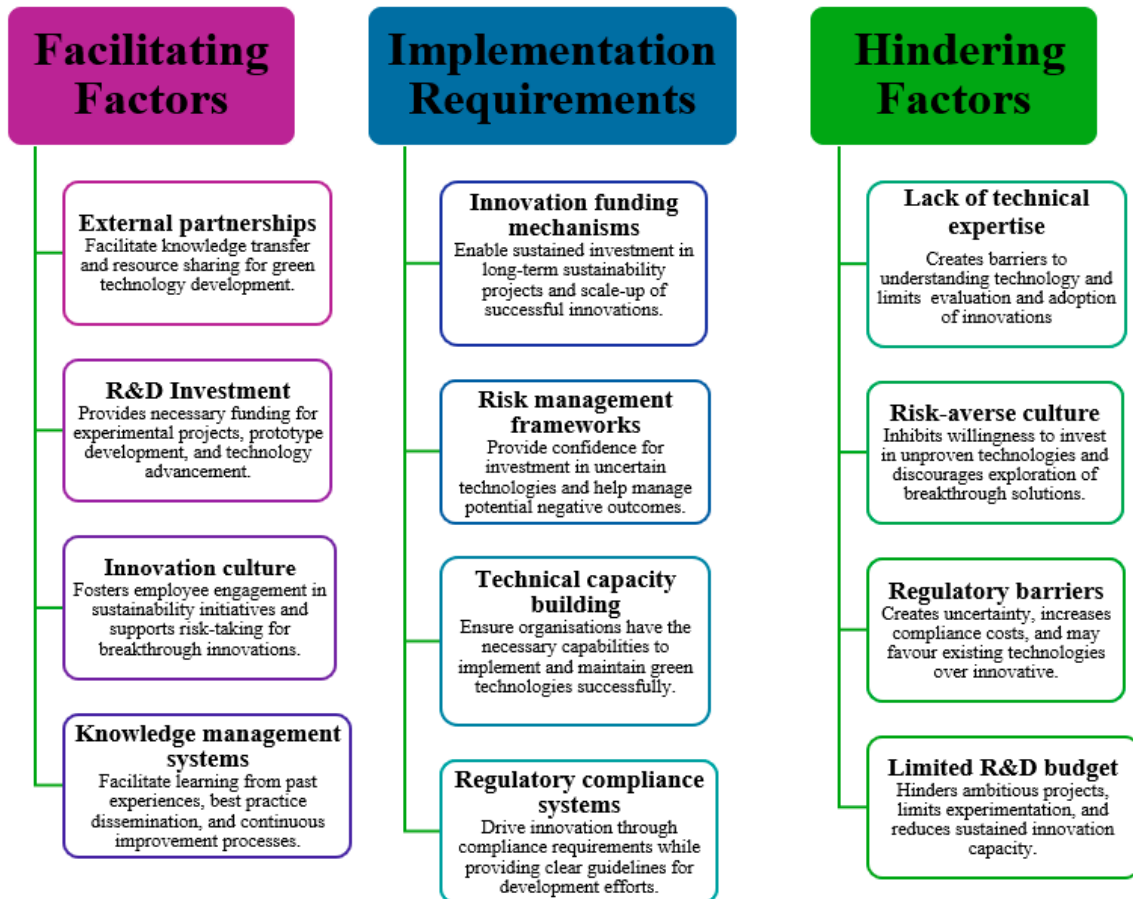 Facilitating
Factors
External partnerships
Facilitate knowledge transfer
and resource sharing for green
technology development.
R&D Investment
Provides necessary funding for
experimental projects, prototype
development, and technology
advancement.
Innovation culture
Fosters employee engagement in
sustainability initiatives and
supports risk-taking for
breakthrough innovations.
Knowledge management
systems
Facilitate learning from past
experiences, best practice
dissemination, and continuous
improvement processes.
Implementation
Requirements
Innovation funding
mechanisms
Enable sustained investment in
long-term sustainability
projects and scale-up of
successful innovations.
Risk management
frameworks
Provide confidence for
investment in uncertain
technologies and help manage
potential negative outcomes.
Technical capacity
building
Ensure organisations have the
necessary capabilities to
implement and maintain green
technologies successfully.
Regulatory compliance
systems
Drive innovation through
compliance requirements while
providing clear guidelines for
development efforts.
Hindering
Factors
Lack of technical
expertise
Creates barriers to
understanding technology and
limits evaluation and adoption
of innovations
Risk-averse culture
Inhibits willingness to invest
in unproven technologies and
discourages exploration of
breakthrough solutions.
Regulatory barriers
Creates uncertainty, increases
compliance costs, and may
favour existing technologies
over innovative.
Limited R&D budget
Hinders ambitious projects,
limits experimentation, and
reduces sustained innovation
capacity.